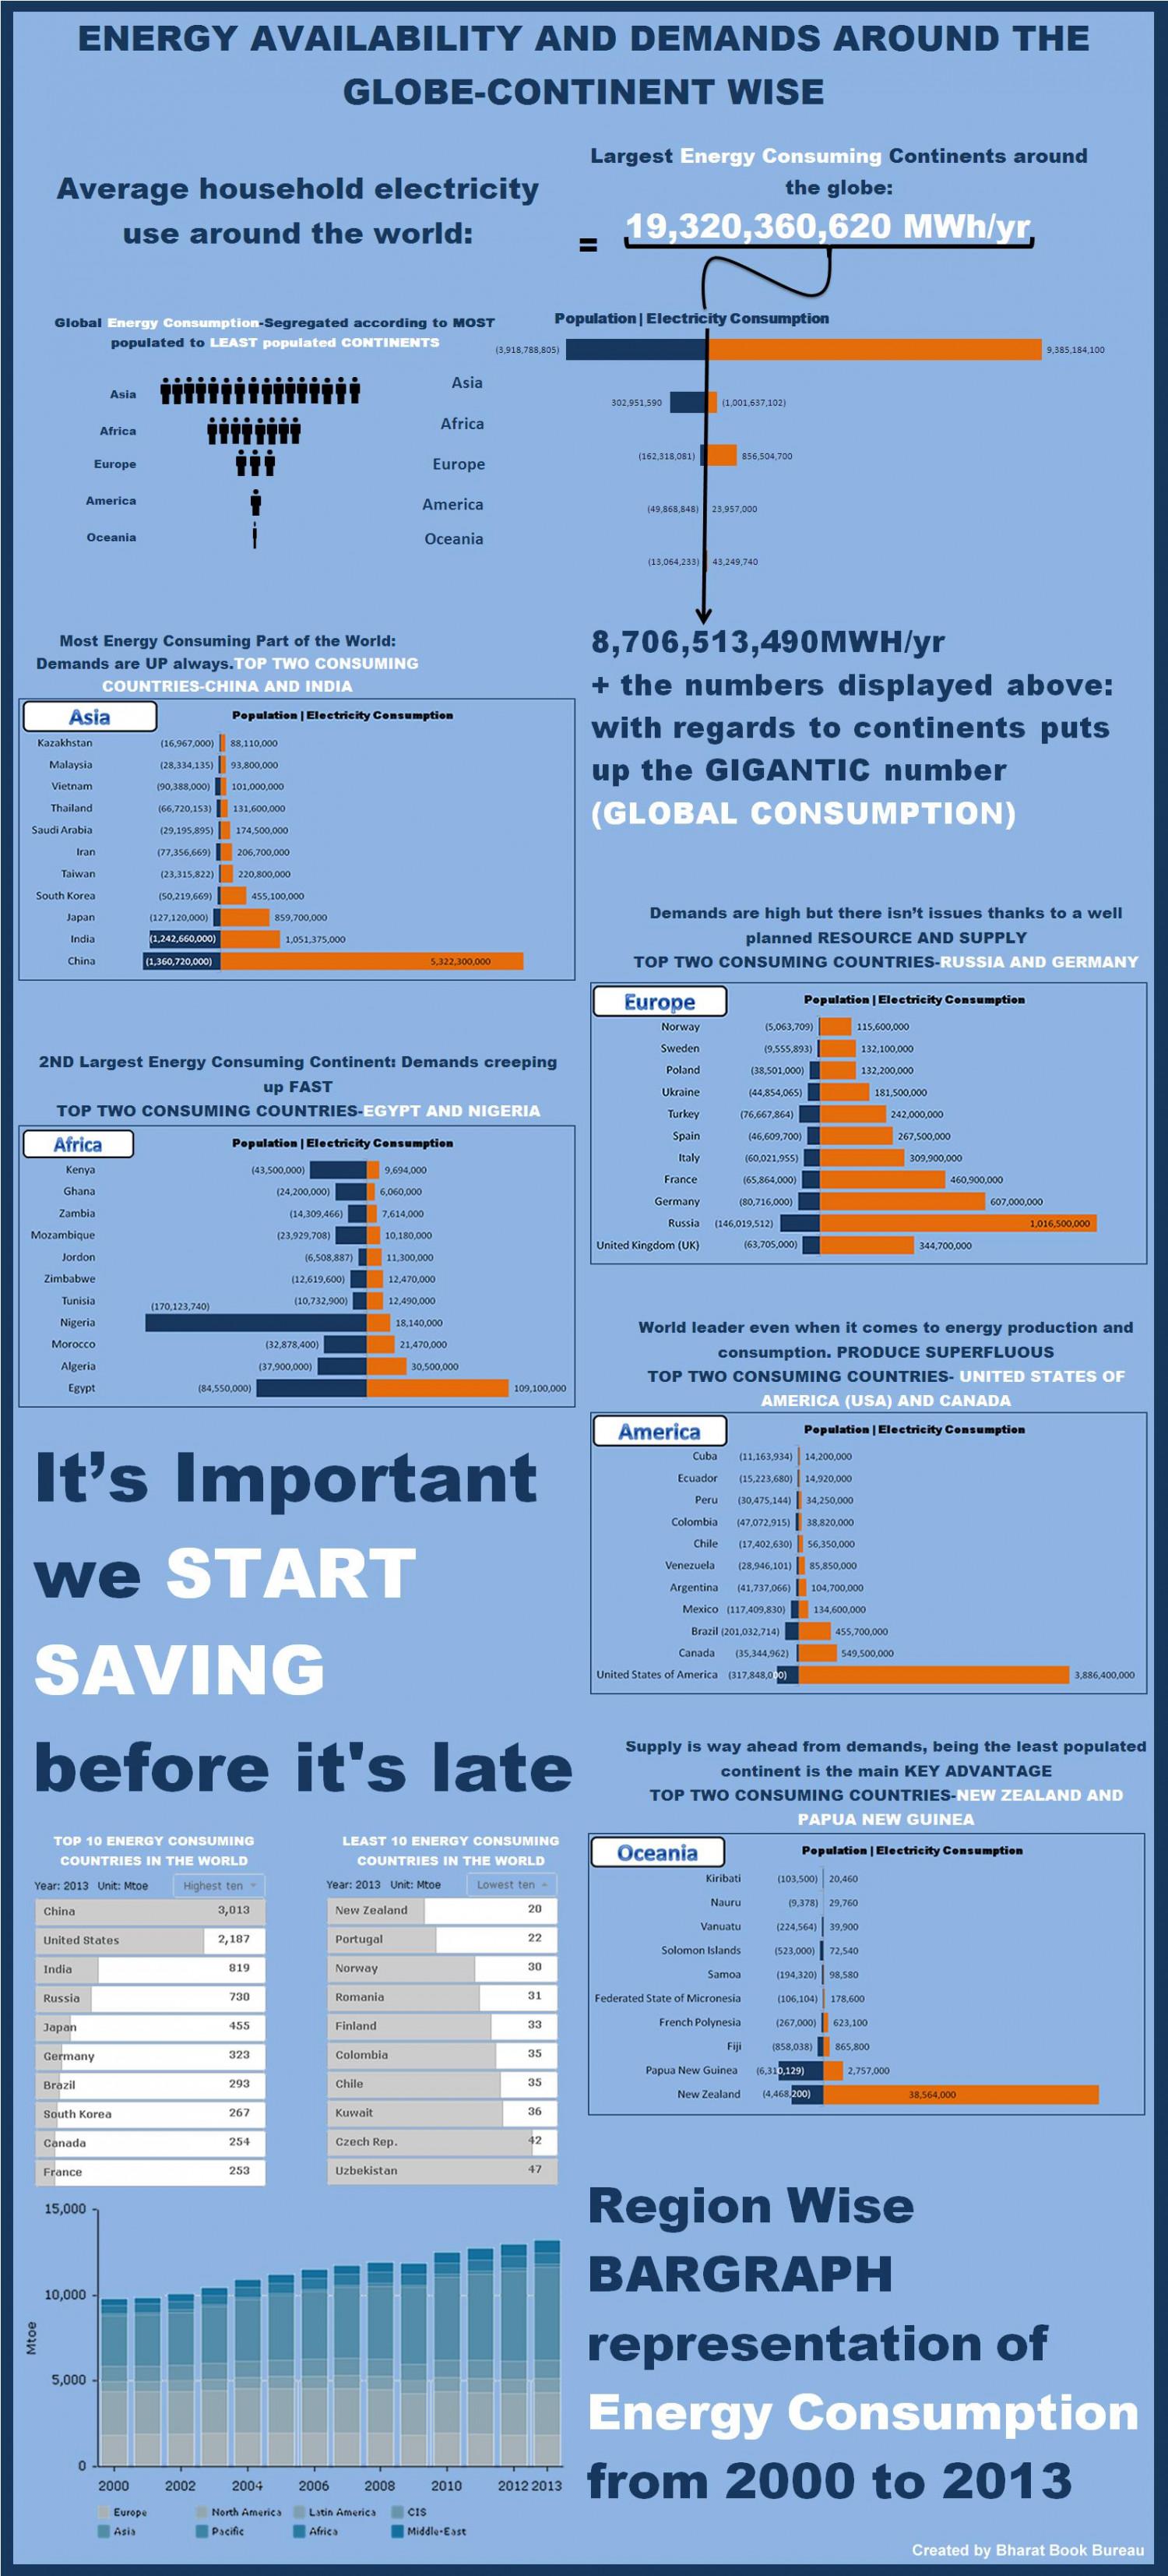 ENERGY AVAILABILITY AND DEMANDS AROUND THE
GLOBE-CONTINENT WISE
Average household electricity
use around the world:
=
Largest Energy Consuming Continents around
the globe:
19,320,360,620 MWh/yr
Global Energy Consumption-Segregated according to MOST
populated to LEAST populated CONTINENTS
Asia
Africa
Europe
America
Oceania
Population | Electricity Consumption
Asia (3,918,788,805) 9,385,184,100
Africa 302,951,590 (1,001,637,102)
Europe (162,318,081) 856,504,700
America (49,868,848) 23,957,000
Oceania (13,064,233) 43,249,740
8,706,513,490MWH/yr
+ the numbers displayed above:
with regards to continents puts
up the GIGANTIC number
(GLOBAL CONSUMPTION)
Most Energy Consuming Part of the World:
Demands are UP always.TOP TWO CONSUMING
COUNTRIES-CHINA AND INDIA
Asia
Population | Electricity Consumption
Kazakhstan (16,967,000) 88,110,000
Malaysia (28,334,135) 93,800,000
Vietnam (90,388,000) 101,000,000
Thailand (66,720,153) 131,600,000
Saudi Arabia (29,195,895) 174,500,000
Iran (77,356,669) 206,700,000
Taiwan (23,315,822) 220,800,000
South Korea (50,219,669) 455,100,000
Japan (127,120,000) 859,700,000
India (1,242,660,000) 1,051,375,000
China (1,360,720,000) 5,322,300,000
Demands are high but there isn't issues thanks to a well
planned RESOURCE AND SUPPLY
TOP TWO CONSUMING COUNTRIES-RUSSIA AND GERMANY
Europe
Population | Electricity Consumption
Norway (5,063,709) 115,600,000
Sweden (9,555,893) 132,100,000
Poland (38,501,000) 132,200,000
Ukraine (44,854,065) 181,500,000
Turkey (76,667,864) 242,000,000
Spain (46,609,700) 267,500,000
Italy (60,021,955) 309,900,000
France (65,864,000) 460,900,000
Germany (80,716,000) 607,000,000
Russia (146,019,512) 1,016,500,000
United Kingdom (UK) (63,705,000) 344,700,000
2ND Largest Energy Consuming Continent: Demands creeping
up FAST
TOP TWO CONSUMING COUNTRIES-EGYPT AND NIGERIA
Africa
Population | Electricity Consumption
Kenya (43,500,000) 9,694,000
Ghana (24,200,000) 6,060,000
Zambia (14,309,466) 7,614,000
Mozambique (23,929,708) 10,180,000
Jordon (6,508,887) 11,300,000
Zimbabwe (12,619,600) 12,470,000
Tunisia (10,732,900) 12,490,000
Nigeria (170,123,740) 18,140,000
Morocco (32,878,400) 21,470,000
Algeria (37,900,000) 30,500,000
Egypt (84,550,000) 109,100,000
World leader even when it comes to energy production and
consumption. PRODUCE SUPERFLUOUS
TOP TWO CONSUMING COUNTRIES- UNITED STATES OF
AMERICA (USA) AND CANADA
America
Population | Electricity Consumption
Cuba (11,163,934) 14,200,000
Ecuador (15,223,680) 14,920,000
Peru (30,475,144) 34,250,000
Colombia (47,072,915) 38,820,000
Chile (17,402,630) 56,350,000
Venezuela (28,946,101) 85,850,000
Argentina (41,737,066) 104,700,000
Mexico (117,409,830) 134,600,000
Brazil (201,032,714) 455,700,000
Canada (35,344,962) 549,500,000
United States of America (317,848,000) 3,886,400,000
It's Important
we START
SAVING
before it's late
Supply is way ahead from demands, being the least populated
continent is the main KEY ADVANTAGE
TOP TWO CONSUMING COUNTRIES-NEW ZEALAND AND
PAPUA NEW GUINEA
Oceania
Population | Electricity Consumption
Kiribati (103,500) 20,460
Nauru (9,378) 29,760
Vanuatu (224,564) 39,900
Solomon Islands (523,000) 72,540
Samoa (194,320) 98,580
Federated State of Micronesia (106,104) 178,600
French Polynesia (267,000) 623,100
Fiji (858,038) 865,800
Papua New Guinea (6,310,129) 2,757,000
New Zealand (4,468,200) 38,564,000
TOP 10 ENERGY CONSUMING
COUNTRIES IN THE WORLD
Year: 2013 Unit: Mtoe Highest ten
China 3,013
United States 2,187
India 819
Russia 730
Japan 455
Germany 323
Brazil 293
South Korea 267
Canada 254
France 253
LEAST 10 ENERGY CONSUMING
COUNTRIES IN THE WORLD
Year: 2013 Unit: Mtoe Lowest ten
New Zealand 20
Portugal 22
Norway 30
Romania 31
Finland 33
Colombia 35
Chile 35
Kuwait 36
Czech Rep. 42
Uzbekistan 47
15,000
10,000
5,000
0
Mtoe
2000 2002 2004 2006 2008 2010 2012 2013
Europe North America Latin America CIS
Asia Pacific Africa Middle-East
Region Wise
BARGRAPH
representation of
Energy Consumption
from 2000 to 2013
Created by Bharat Book Bureau